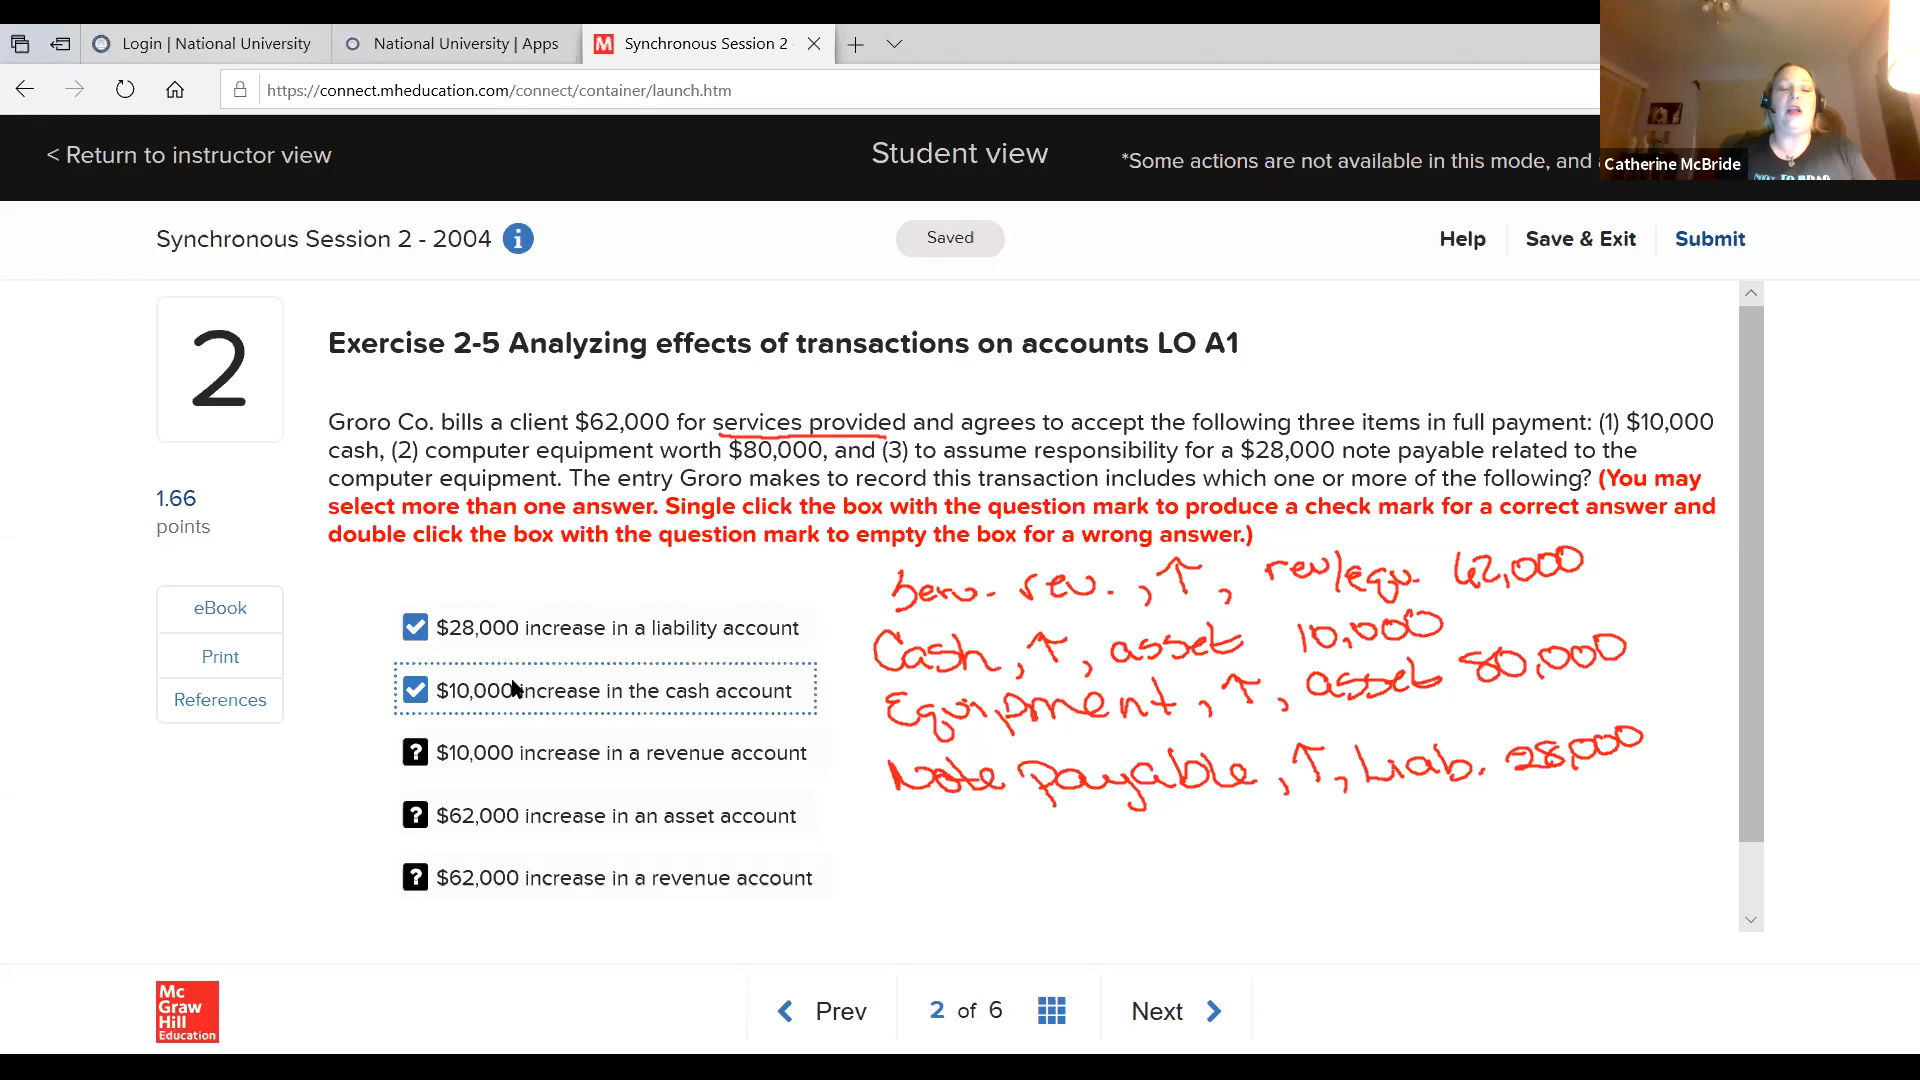 Login | National University
National University | Apps
Synchronous Session 2
https://connect.mheducation.com/connect/container/launch.htm
< Return to instructor view
Student view
*Some actions are not available in this mode, and
Catherine McBride
Synchronous Session 2 - 2004
Saved
Help
Save & Exit
Submit
2
Exercise 2-5 Analyzing effects of transactions on accounts LO A1
Groro Co. bills a client $62,000 for services provided and agrees to accept the following three items in full payment: (1) $10,000
cash, (2) computer equipment worth $80,000, and (3) to assume responsibility for a $28,000 note payable related to the
computer equipment. The entry Groro makes to record this transaction includes which one or more of the following? (You may
select more than one answer. Single click the box with the question mark to produce a check mark for a correct answer and
double click the box with the question mark to empty the box for a wrong answer.)
1.66
points
eBook
Print
References
$28,000 increase in a liability account
$10,000 increase in the cash account
? $10,000 increase in a revenue account
? $62,000 increase in an asset account
? $62,000 increase in a revenue account
Serv. rev. , ↑ , rev/equ. 62,000
Cash , ↑ , asset 10,000
Equipment , ↑ , asset 80,000
Note payable , ↑ , Liab. 28,000
Mc
Graw
Hill
Education
Prev
2 of 6
Next